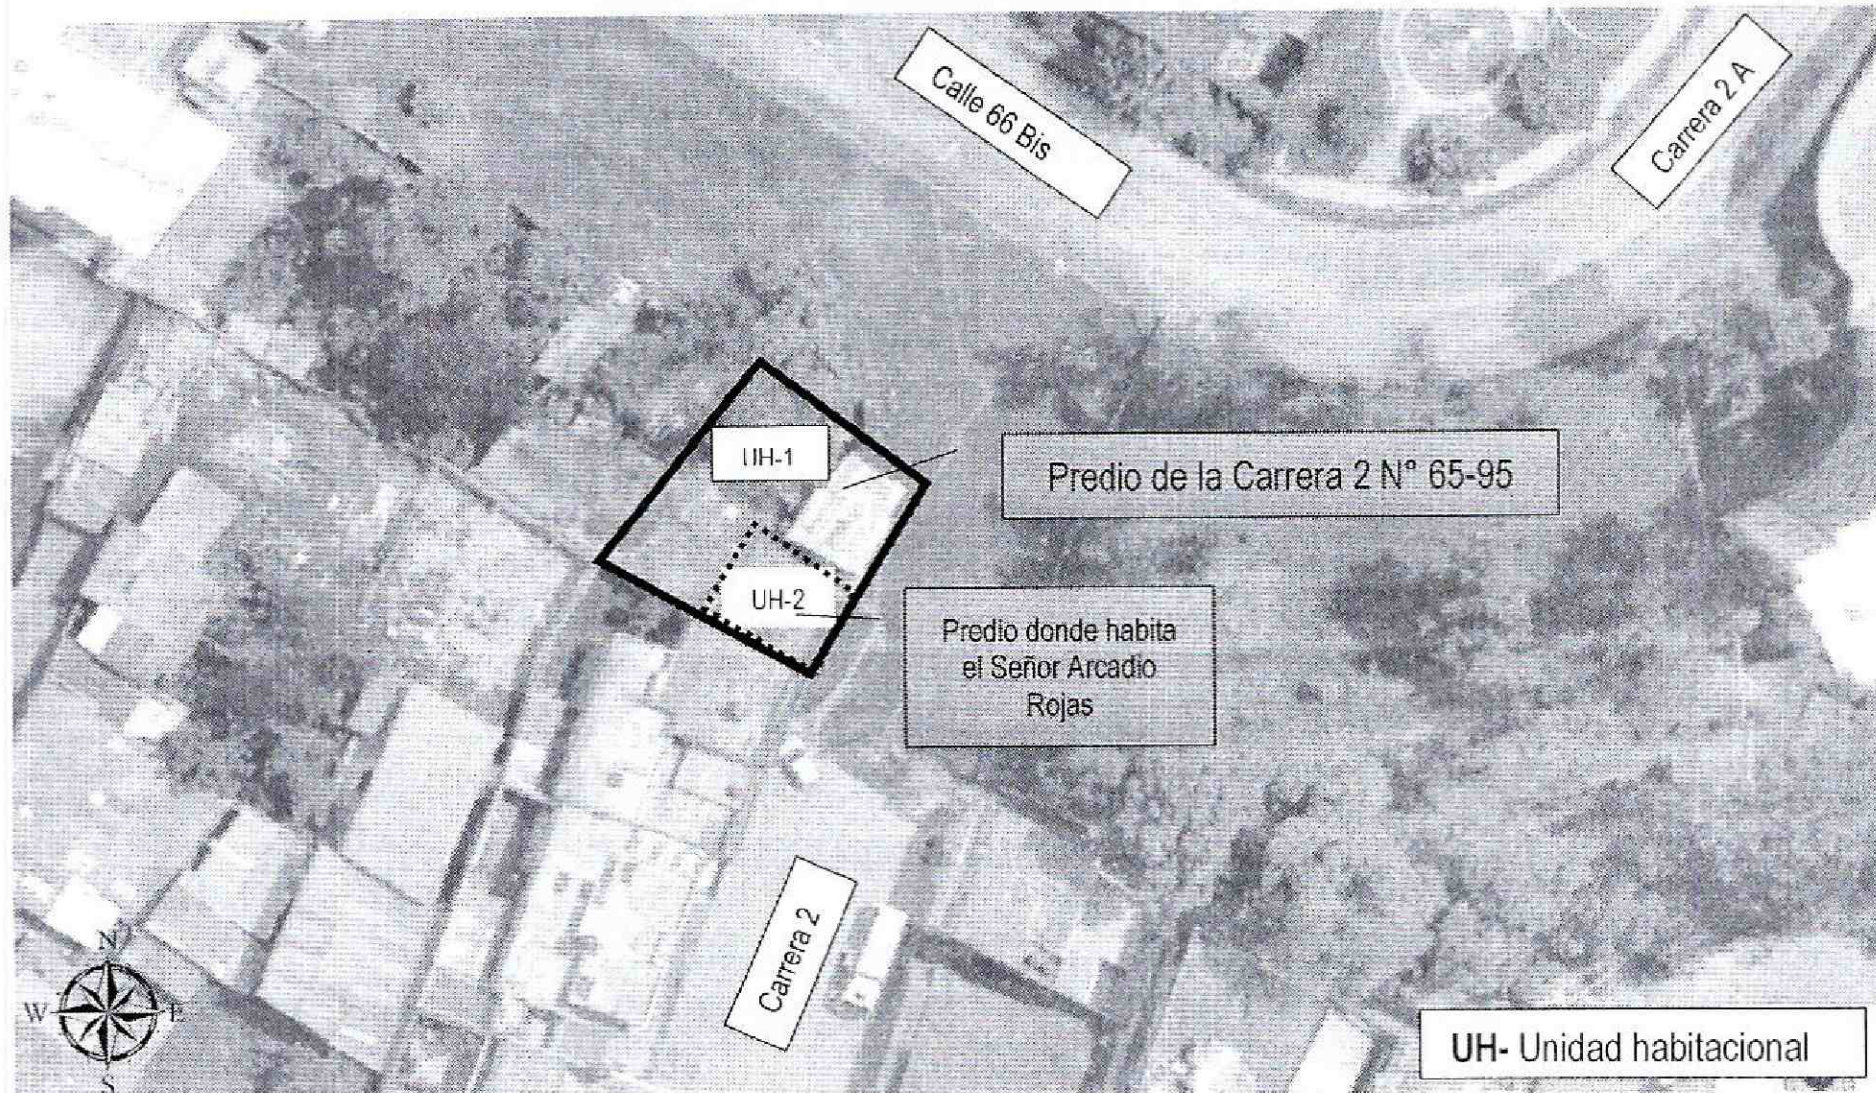 Calle 66 Bis
Carrera 2 A
UH-1
Predio de la Carrera 2 N° 65-95
UH-2
Predio donde habita
el Señor Arcadio
Rojas
Carrera 2
N
W
E
S
UH- Unidad habitacional